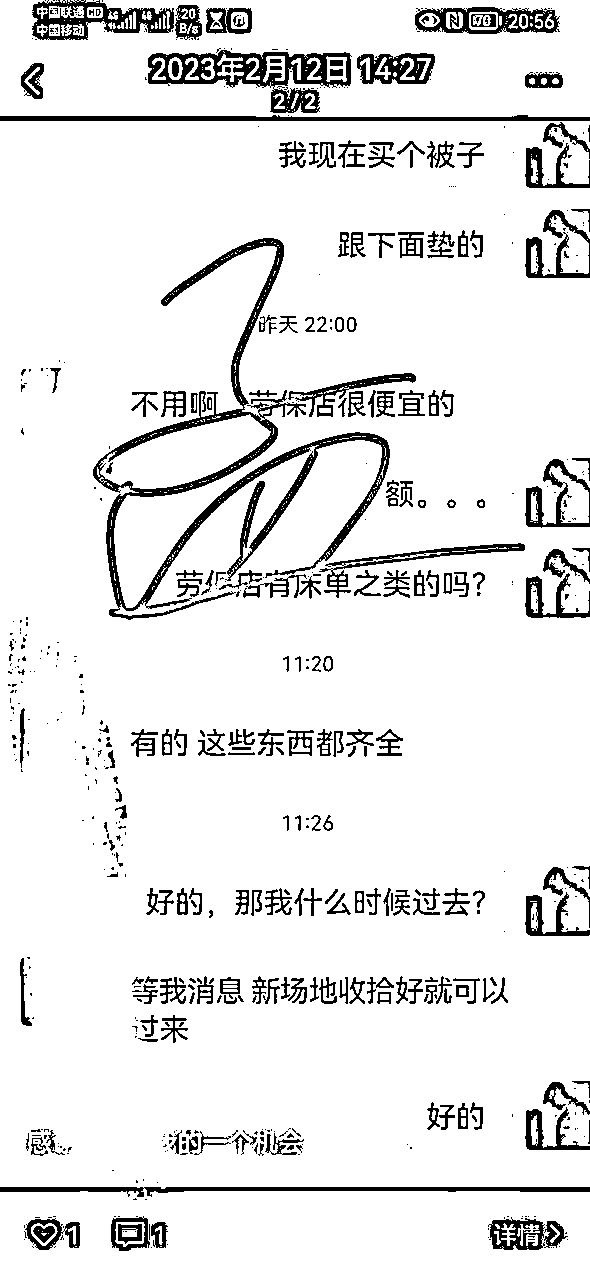 中国联通 HD
中国移动
20
B/s
20:56
2023年2月12日 14:27
2/2
我现在买个被子
跟下面垫的
昨天 22:00
不用啊 劳保店很便宜的
额。。。
劳保店有床单之类的吗?
11:20
有的 这些东西都齐全
11:26
好的，那我什么时候过去?
等我消息 新场地收拾好就可以
过来
好的
感 我的一个机会
1 1 详情